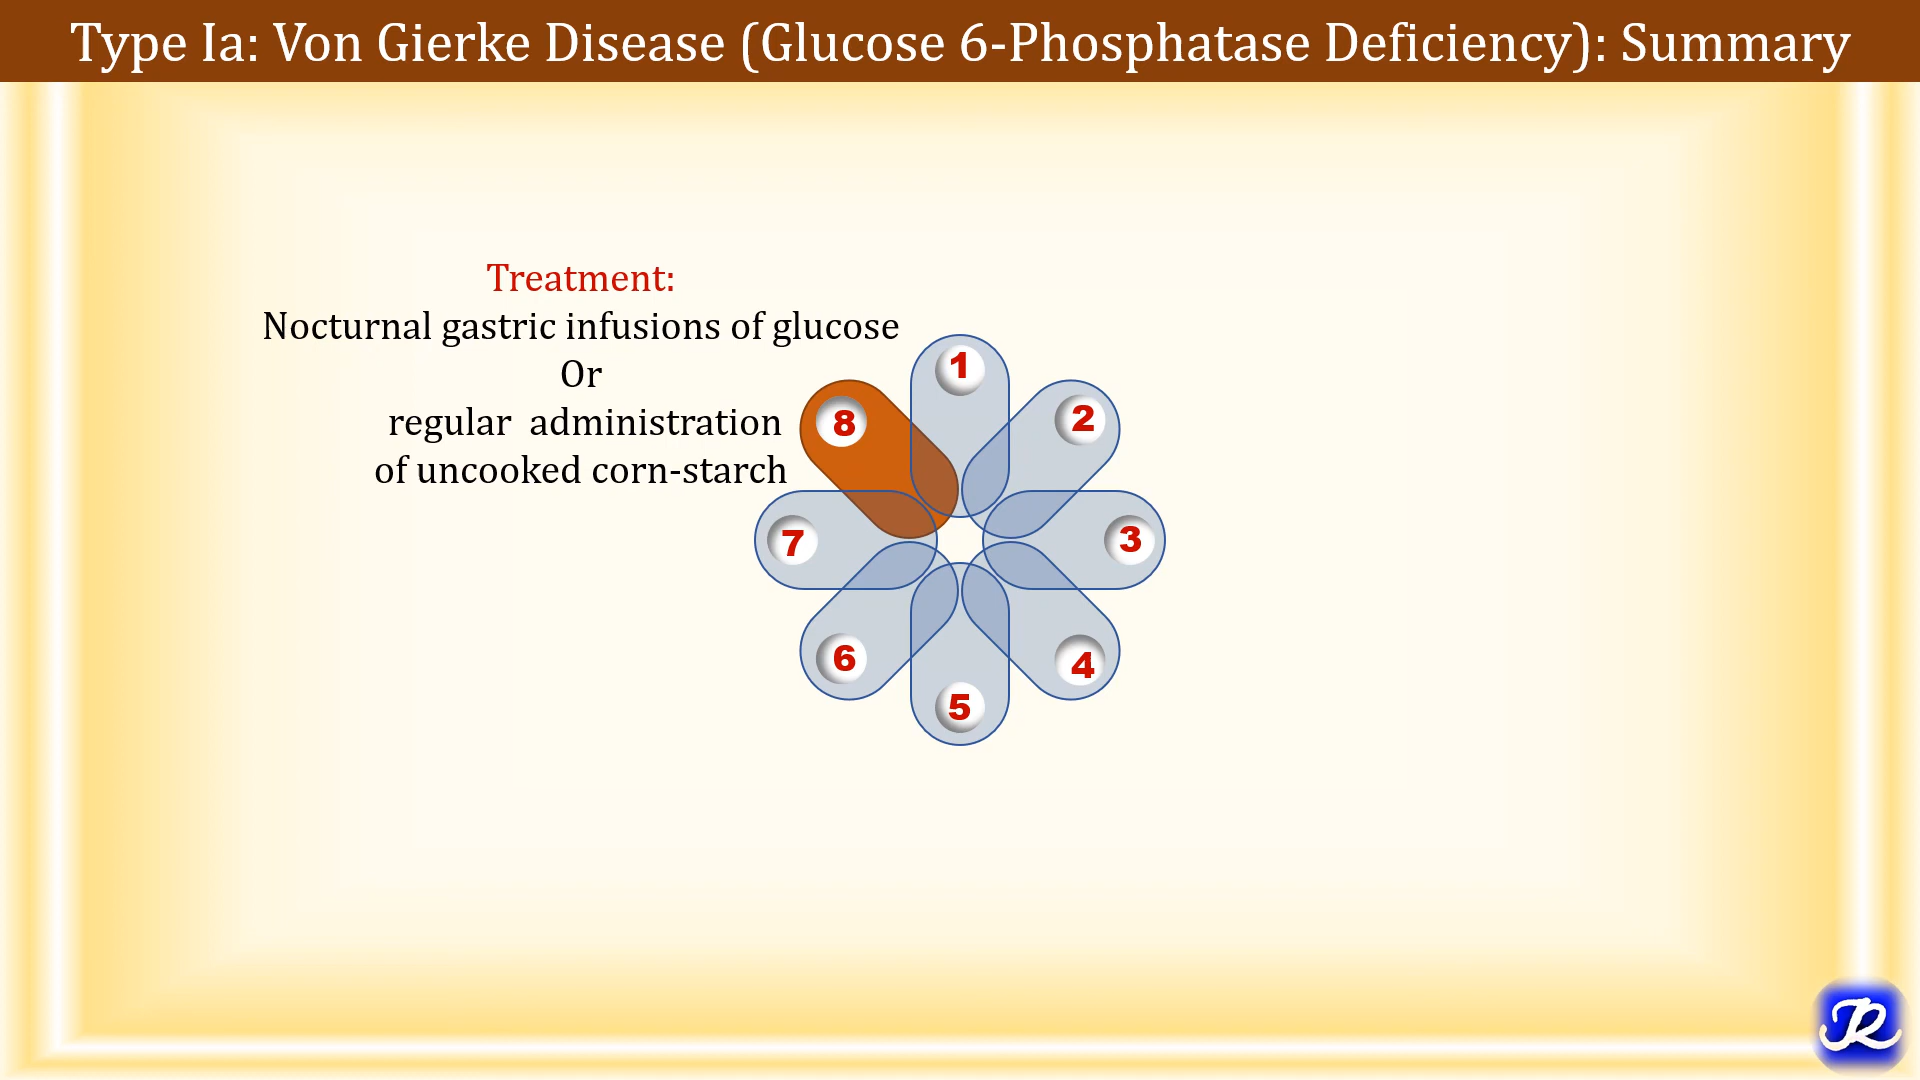 Type Ia: Von Gierke Disease (Glucose 6-Phosphatase Deficiency): Summary
Treatment:
Nocturnal gastric infusions of glucose
Or
regular administration
of uncooked corn-starch
1
2
3
4
5
6
7
8
R